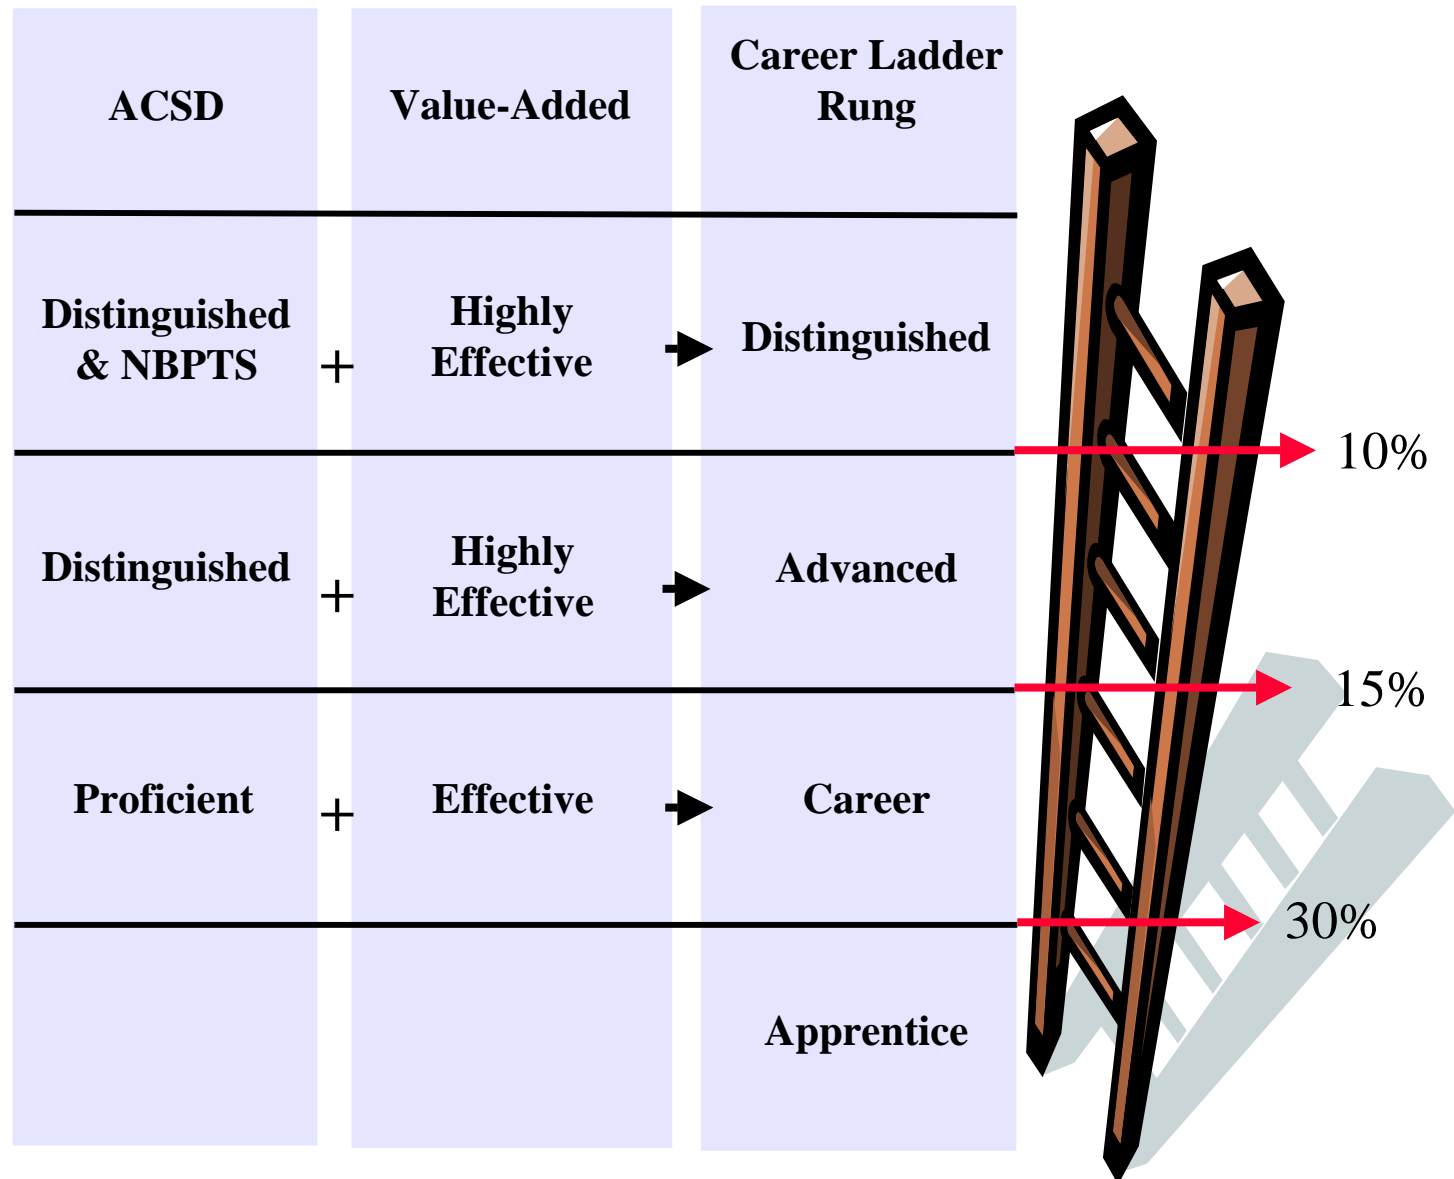 ACSD
Value-Added
Career Ladder
Rung
Distinguished
& NBPTS
+
Highly
Effective
Distinguished
10%
Distinguished
+
Highly
Effective
Advanced
15%
Proficient
+
Effective
Career
30%
Apprentice